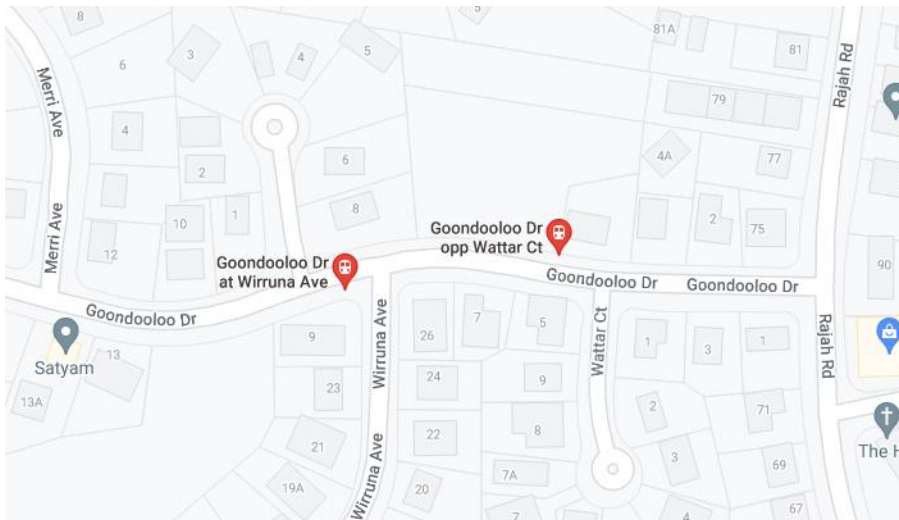 8
3
4
5
5
81A
81
Merri Ave
6
Rajah Rd
79
4
6
4A
77
2
8
Goondooloo Dr
opp Wattar Ct
2
10
1
75
Merri Ave
12
Goondooloo Dr
at Wirruna Ave
90
Goondooloo Dr
Goondooloo Dr
Goondooloo Dr
Satyam
13
13A
9
Wirruna Ave
26
7
5
Wattar Ct
1
3
1
Rajah Rd
23
24
9
2
71
21
22
8
The H
3
69
19A
Wirruna Ave
20
7A
7
4
67